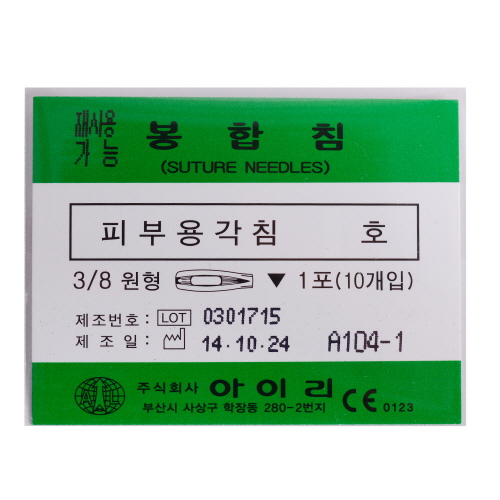 재사용
가능
봉합침
(SUTURE NEEDLES)
피부용각침 호
3/8 원형 ▼ 1포(10개입)
제조번호: LOT 0301715
제조일: 14.10.24 A104-1
주식회사 아이리
부산시 사상구 학장동 280-2번지 CE 0123